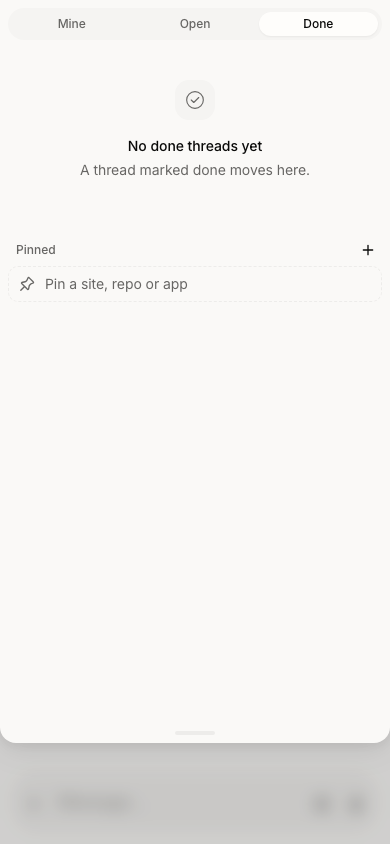 Mine
Open
Done
No done threads yet
A thread marked done moves here.
Pinned
Pin a site, repo or app